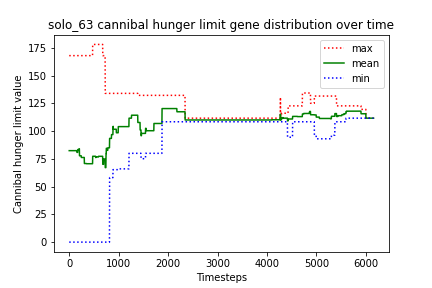 solo_63 cannibal hunger limit gene distribution over time
175
150
125
100
75
50
25
0
Cannibal hunger limit value
max
mean
min
0 1000 2000 3000 4000 5000 6000
Timesteps